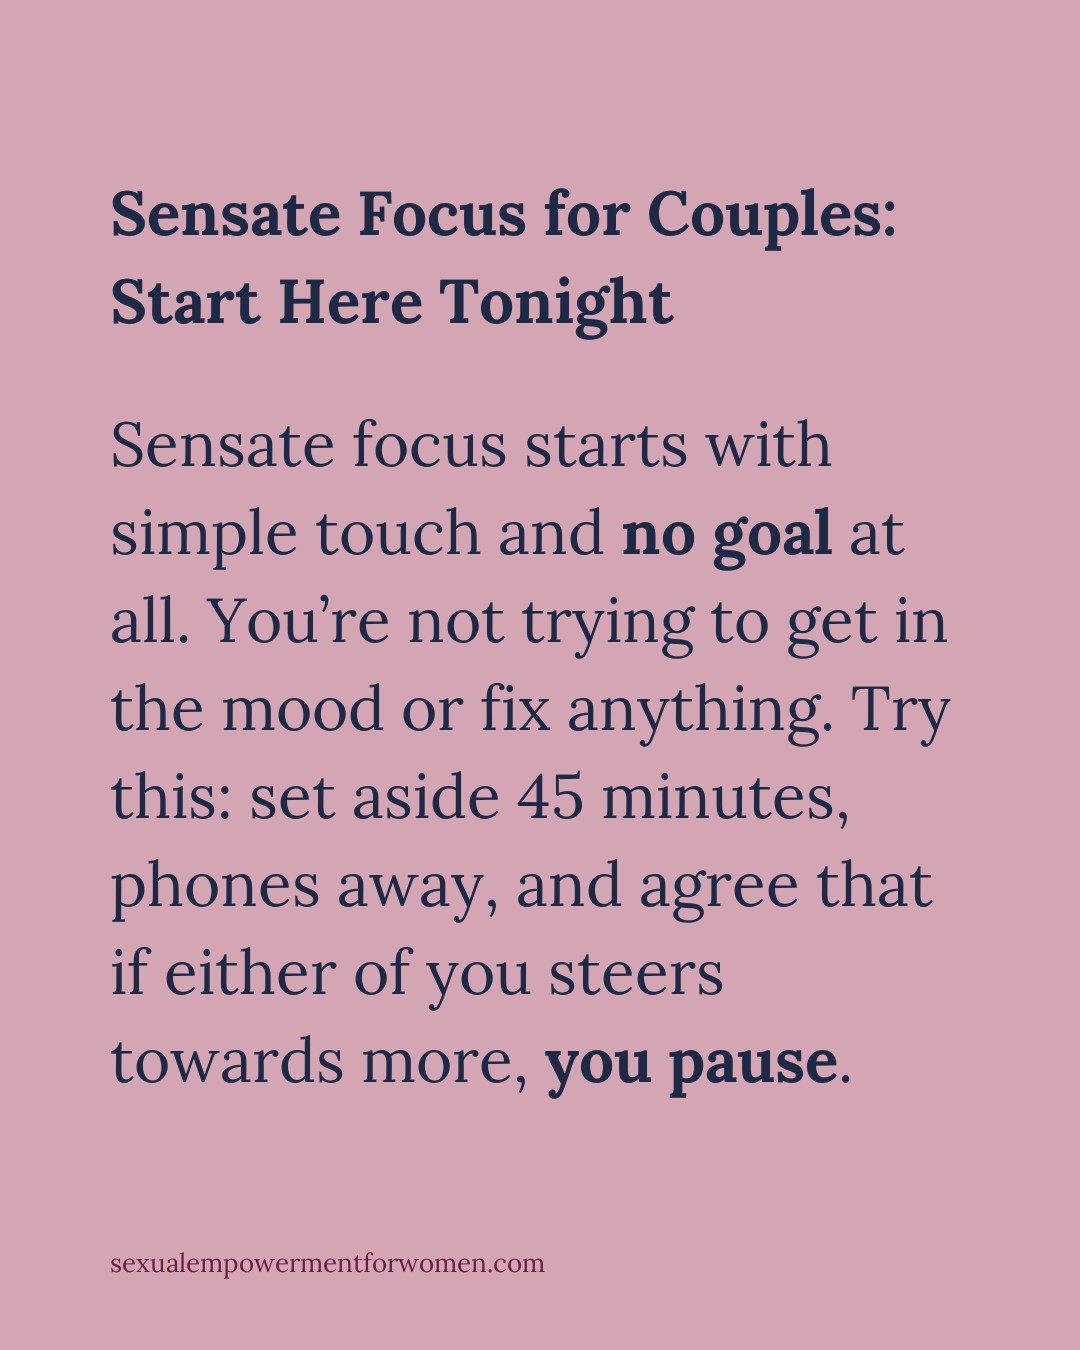 Sensate Focus for Couples:
Start Here Tonight
Sensate focus starts with
simple touch and no goal at
all. You’re not trying to get in
the mood or fix anything. Try
this: set aside 45 minutes,
phones away, and agree that
if either of you steers
towards more, you pause.
sexualempowermentforwomen.com